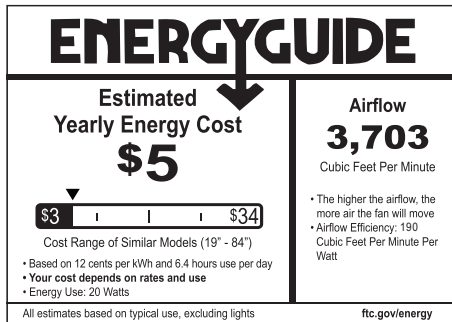 ENERGYGUIDE
Estimated
Yearly Energy Cost
$5
$3
$34
Cost Range of Similar Models (19" - 84")
• Based on 12 cents per kWh and 6.4 hours use per day
• Your cost depends on rates and use
• Energy Use: 20 Watts
Airflow
3,703
Cubic Feet Per Minute
• The higher the airflow, the
more air the fan will move
• Airflow Efficiency: 190
Cubic Feet Per Minute Per
Watt
All estimates based on typical use, excluding lights
ftc.gov/energy